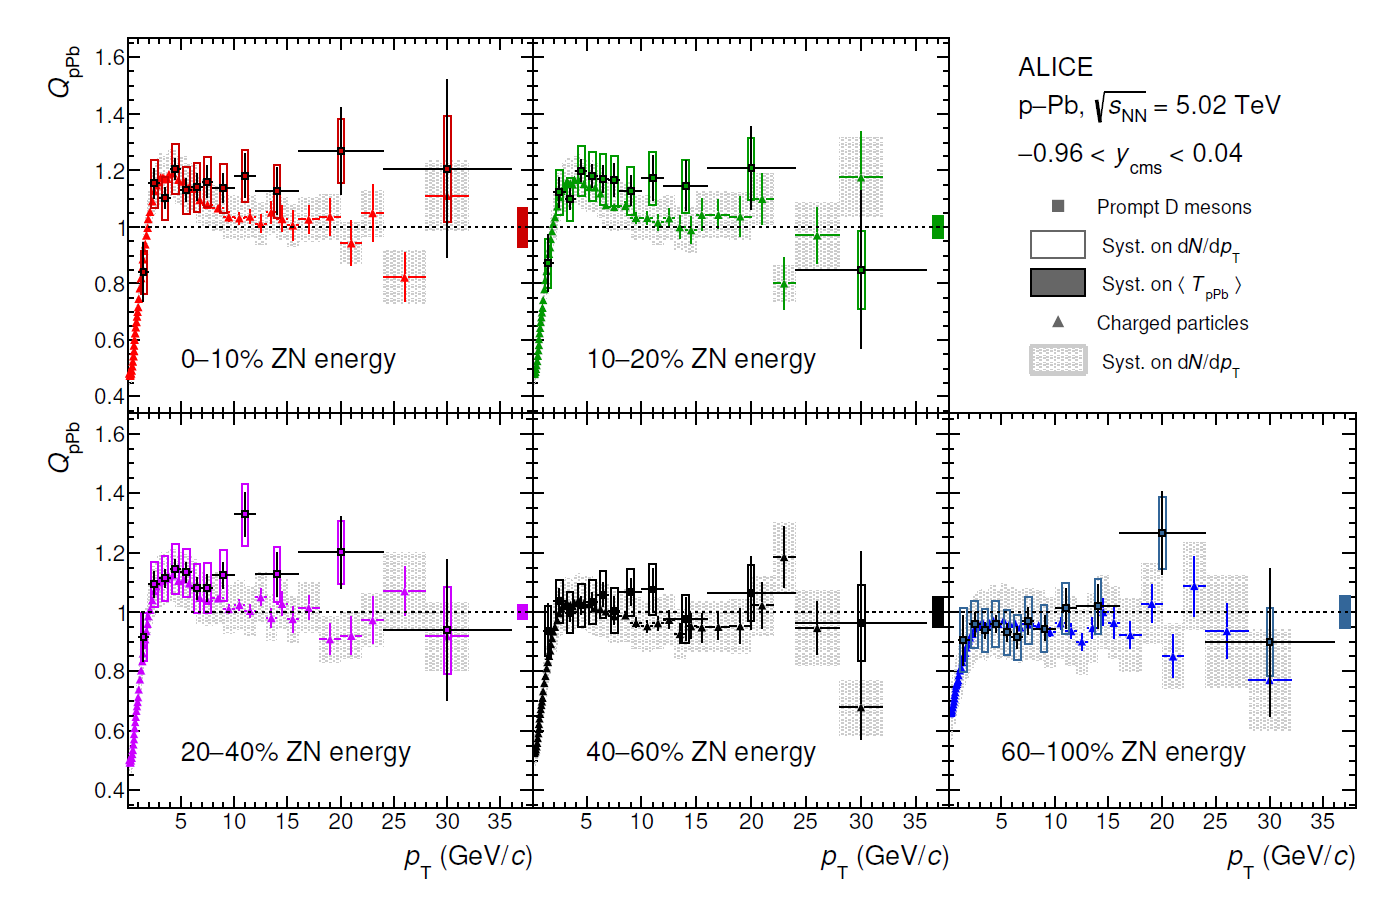 Q_pPb
1.6
1.4
1.2
1
0.8
0.6
0.4
0–10% ZN energy
10–20% ZN energy
ALICE
p–Pb, √s_NN = 5.02 TeV
–0.96 < y_cms < 0.04
Prompt D mesons
Syst. on dN/dp_T
Syst. on ⟨ T_pPb ⟩
Charged particles
Syst. on dN/dp_T
Q_pPb
1.6
1.4
1.2
1
0.8
0.6
0.4
20–40% ZN energy
40–60% ZN energy
60–100% ZN energy
5 10 15 20 25 30 35
5 10 15 20 25 30 35
5 10 15 20 25 30 35
p_T (GeV/c)
p_T (GeV/c)
p_T (GeV/c)